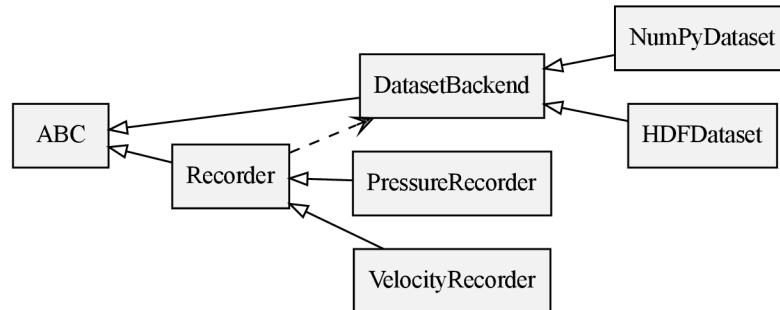 NumPyDataset
DatasetBackend
ABC
HDFDataset
Recorder
PressureRecorder
VelocityRecorder